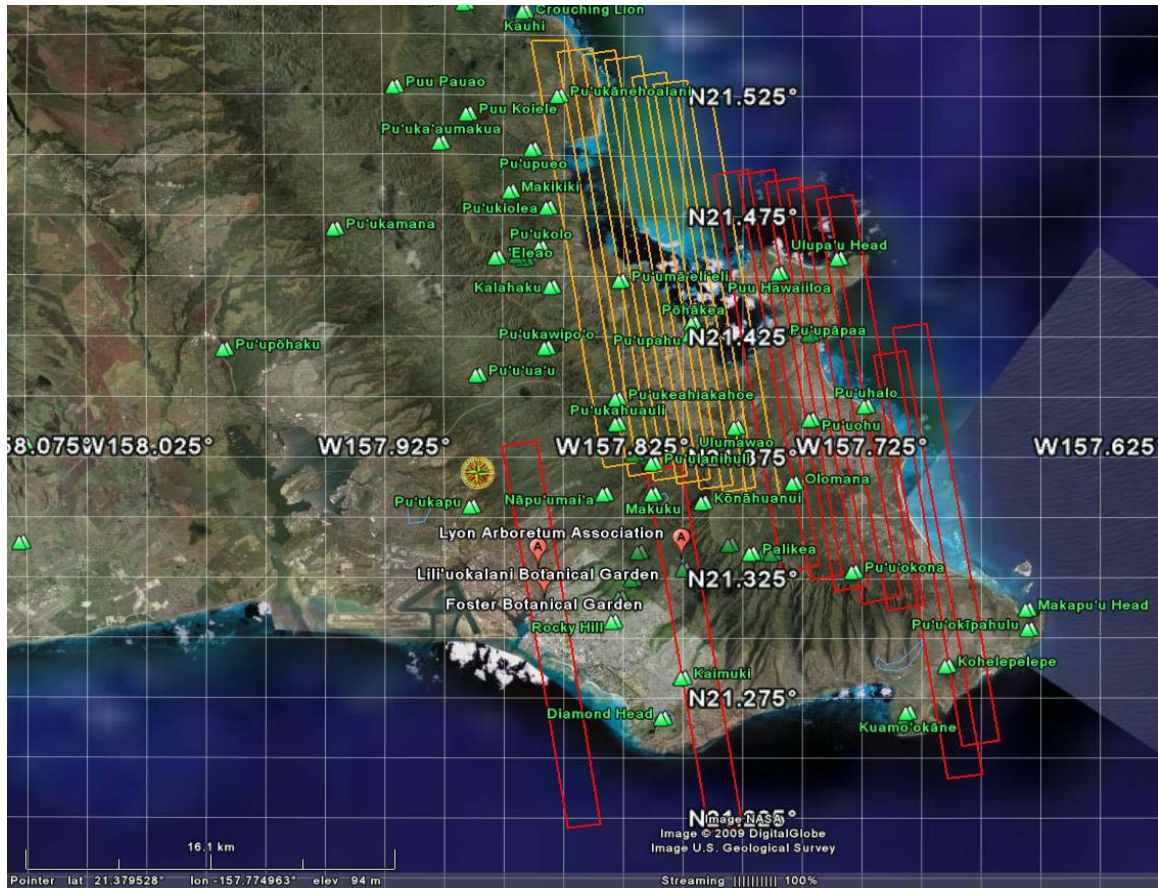 Crouching Lion
Kauhi
Puu Pauao
Pu'ukānehoalani
N21.525°
Puu Koiele
Pu'uka'aumakua
Pu'upueo
Makikiki
Pu'ukiolea
N21.475°
Pu'ukamana
Pu'ukolo
'Eleao
Ulupa'u Head
Kalahaku
Pu'umā'eli'eli
Puu Hawaiiloa
Pōhākea
Pu'ukawipo'o
Pu'upahu
N21.425°
Pu'upāpaa
Pu'upōhaku
Pu'u'ua'u
Pu'ukeahiakahoe
Pu'uhalo
Pu'ukahuauli
Pu'uohu
Ulumawao
W158.025°
W157.925°
W157.825°
W157.725°
W157.625°
Pu'ulanihuli
Olomana
Pu'ukapu
Nāpu'umai'a
Makuku
Kōnāhuanui
Lyon Arboretum Association
Palikea
Lili'uokalani Botanical Garden
N21.325°
Pu'u'okona
Foster Botanical Garden
Makapu'u Head
Rocky Hill
Pu'u'okīpahulu
Kohelepelepe
Kaimuki
N21.275°
Diamond Head
Kuamo'okāne
Image NASA
Image © 2009 DigitalGlobe
Image U.S. Geological Survey
16.1 km
Pointer lat 21.379528° lon -157.774963° elev 94 m
Streaming |||||||||| 100%